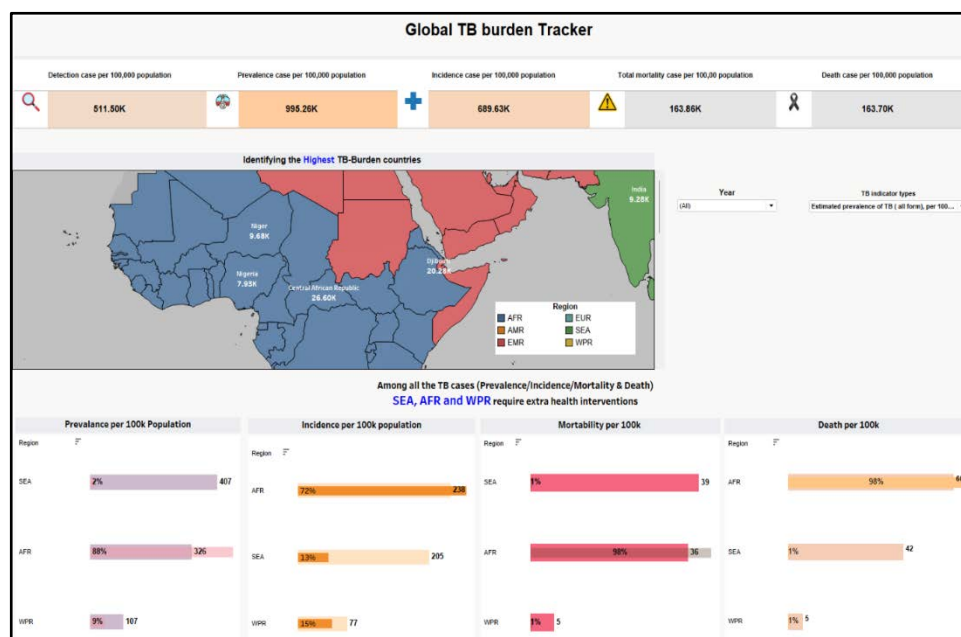 Global TB burden Tracker
Detection case per 100,000 population
Prevalence case per 100,000 population
Incidence case per 100,000 population
Total mortality case per 100,00 population
Death case per 100,000 population
511.50K
995.26K
689.63K
163.86K
163.70K
Identifying the Highest TB-Burden countries
India
9.28K
Niger
9.68K
Djibouti
20.28K
Nigeria
7.93K
Central African Republic
26.60K
Region
AFR
EUR
AMR
SEA
EMR
WPR
Year
(All)
TB indicator types
Estimated prevalence of TB ( all form), per 100....
Among all the TB cases (Prevalence/Incidence/Mortality & Death)
SEA, AFR and WPR require extra health interventions
Prevalance per 100k Population
Region
SEA
2%
407
AFR
88%
326
WPR
9%
107
Incidence per 100k population
Region
AFR
72%
238
SEA
13%
205
WPR
15%
77
Mortability per 100k
Region
SEA
1%
39
AFR
98%
36
WPR
1%
5
Death per 100k
Region
AFR
98%
SEA
1%
42
WPR
1%
5